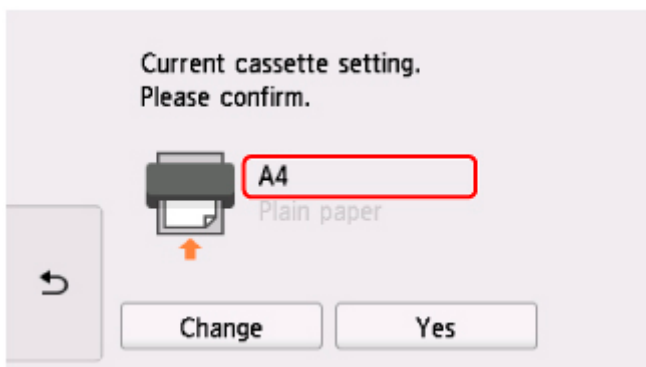 Current cassette setting.
Please confirm.
A4
Plain paper
Change
Yes